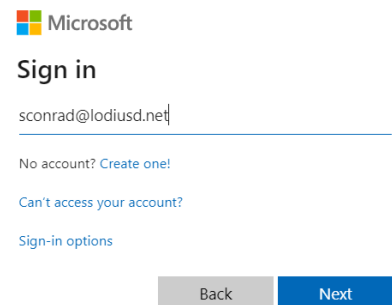 Microsoft
Sign in
sconrad@lodiusd.net
No account? Create one!
Can't access your account?
Sign-in options
Back Next